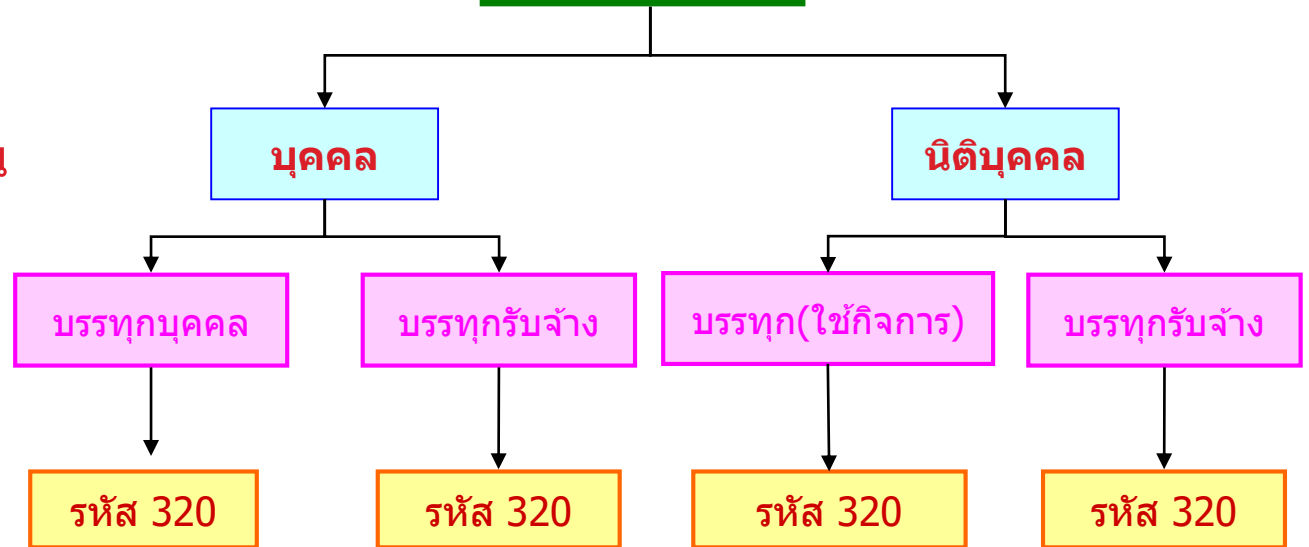 บุคคล
นิติบุคคล
บรรทุกบุคคล
บรรทุกรับจ้าง
บรรทุก(ใช้กิจการ)
บรรทุกรับจ้าง
รหัส 320
รหัส 320
รหัส 320
รหัส 320